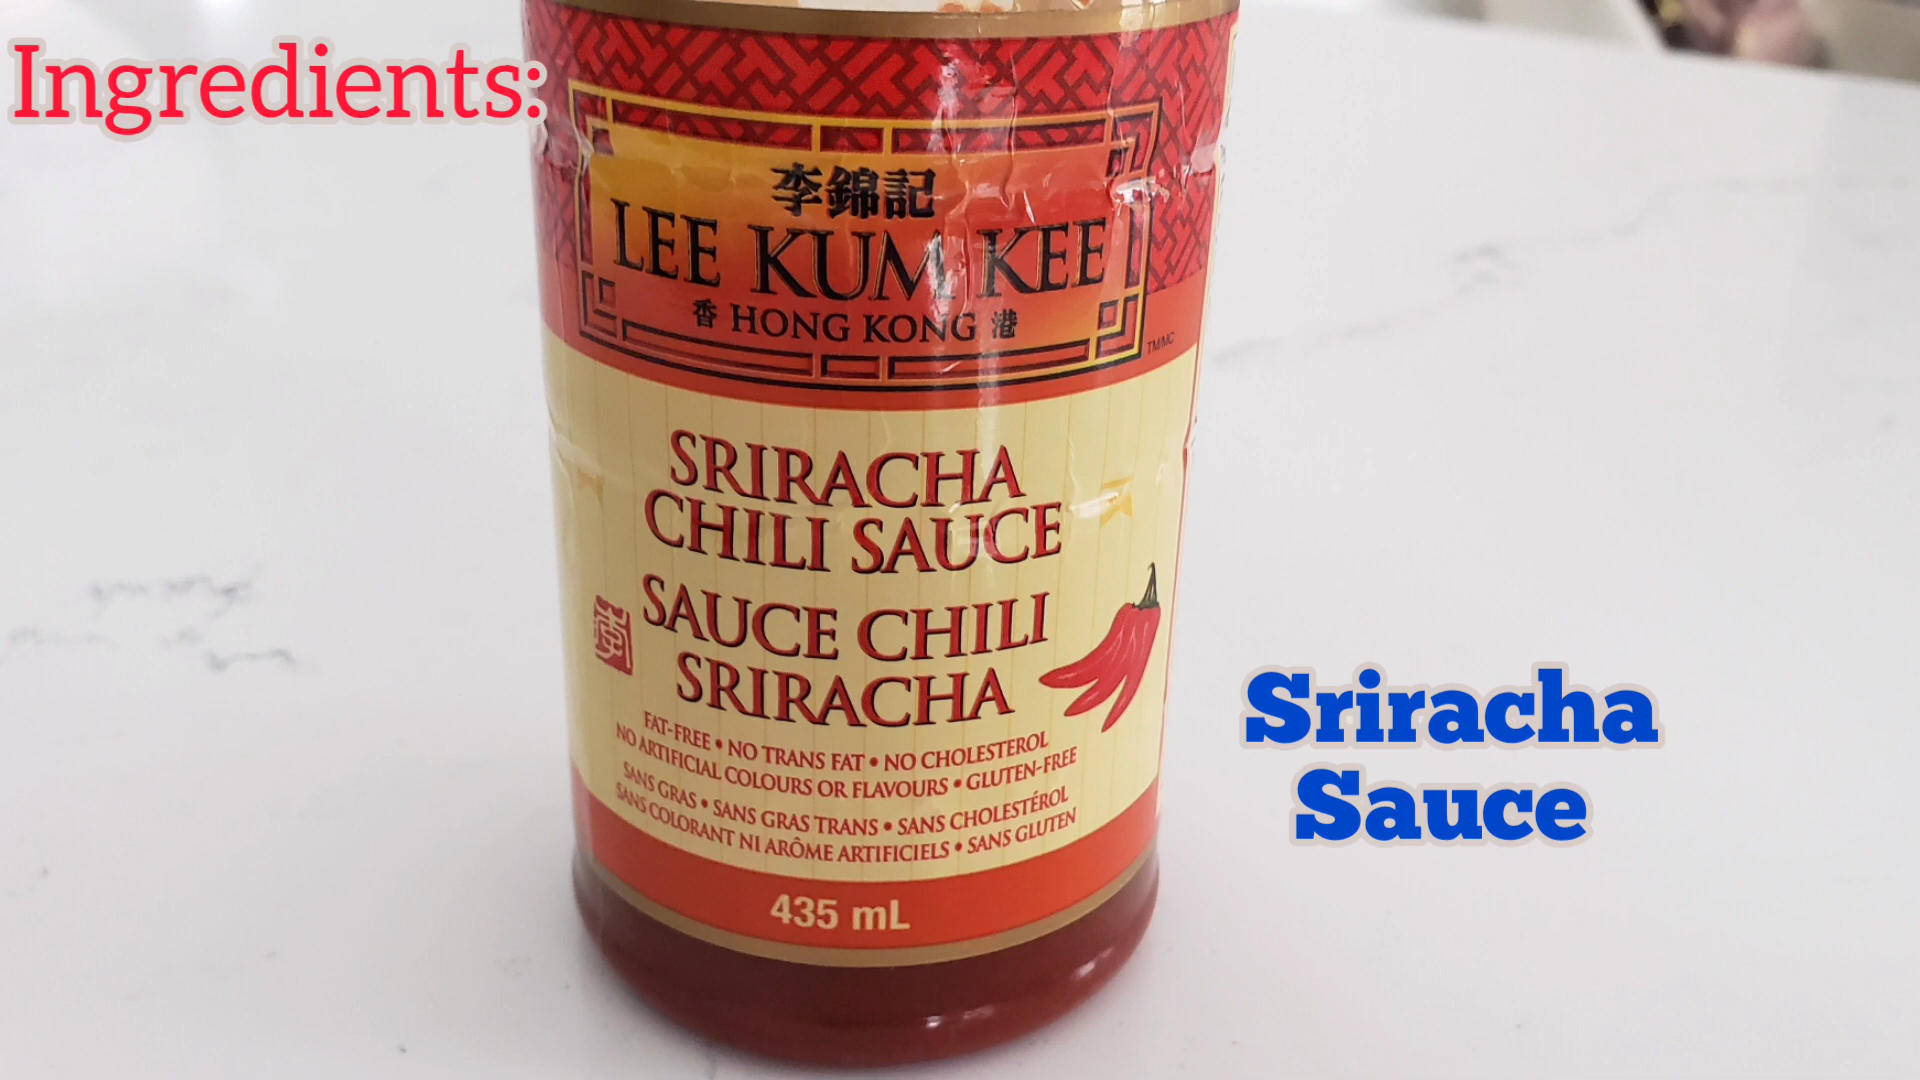 Ingredients:
李錦記
LEE KUM KEE
香 HONG KONG 港
TM/MC
SRIRACHA
CHILI SAUCE
SAUCE CHILI
SRIRACHA
FAT-FREE • NO TRANS FAT • NO CHOLESTEROL
NO ARTIFICIAL COLOURS OR FLAVOURS • GLUTEN-FREE
SANS GRAS • SANS GRAS TRANS • SANS CHOLESTÉROL
SANS COLORANT NI ARÔME ARTIFICIELS • SANS GLUTEN
435 mL
Sriracha
Sauce